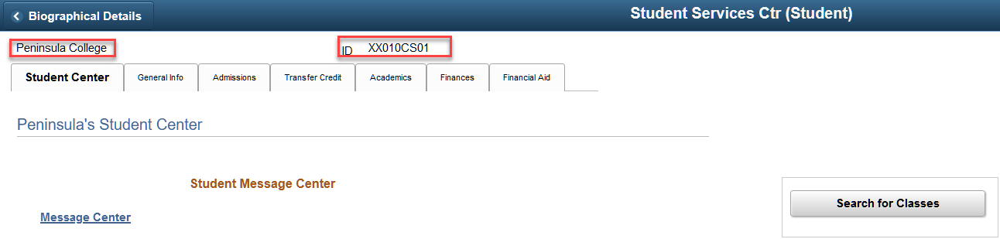 Biographical Details
Student Services Ctr (Student)
Peninsula College
ID XX010CS01
Student Center General Info Admissions Transfer Credit Academics Finances Financial Aid
Peninsula's Student Center
Student Message Center
Search for Classes
Message Center